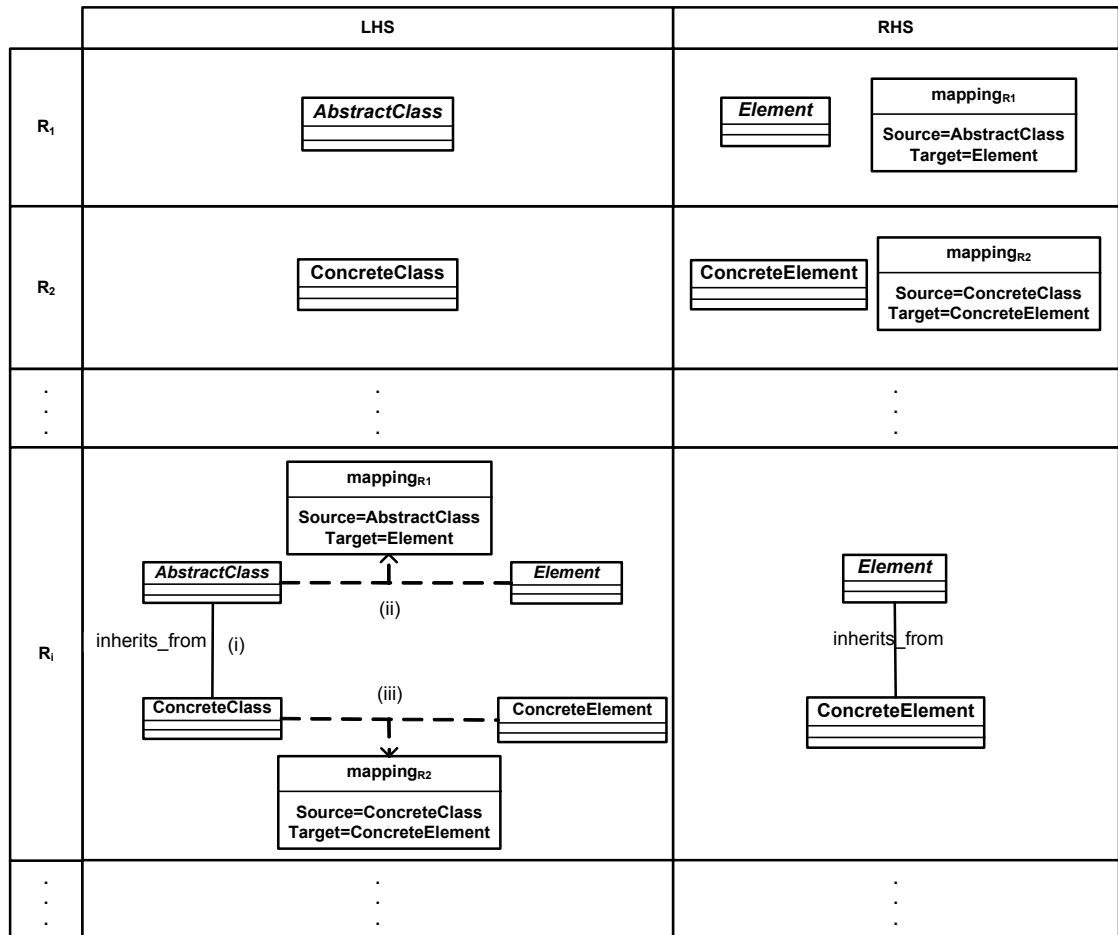 LHS
RHS
R1
AbstractClass
Element
mappingR1
Source=AbstractClass
Target=Element
R2
ConcreteClass
ConcreteElement
mappingR2
Source=ConcreteClass
Target=ConcreteElement
.
.
.
.
.
.
.
.
.
Ri
mappingR1
Source=AbstractClass
Target=Element
AbstractClass
Element
(ii)
inherits_from
(i)
ConcreteClass
(iii)
ConcreteElement
mappingR2
Source=ConcreteClass
Target=ConcreteElement
Element
inherits_from
ConcreteElement
.
.
.
.
.
.
.
.
.